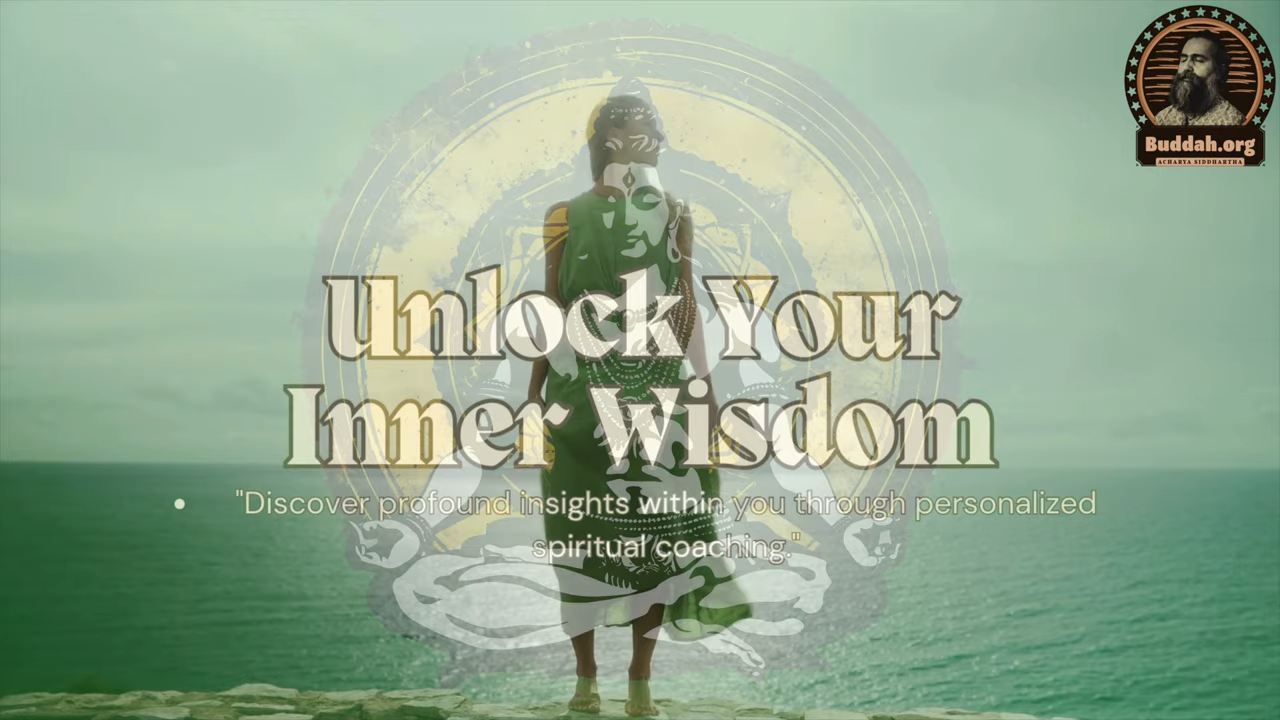 Buddah.org
ACHARYA SIDDHARTHA
Unlock Your
Inner Wisdom
• "Discover profound insights within you through personalized
spiritual coaching."